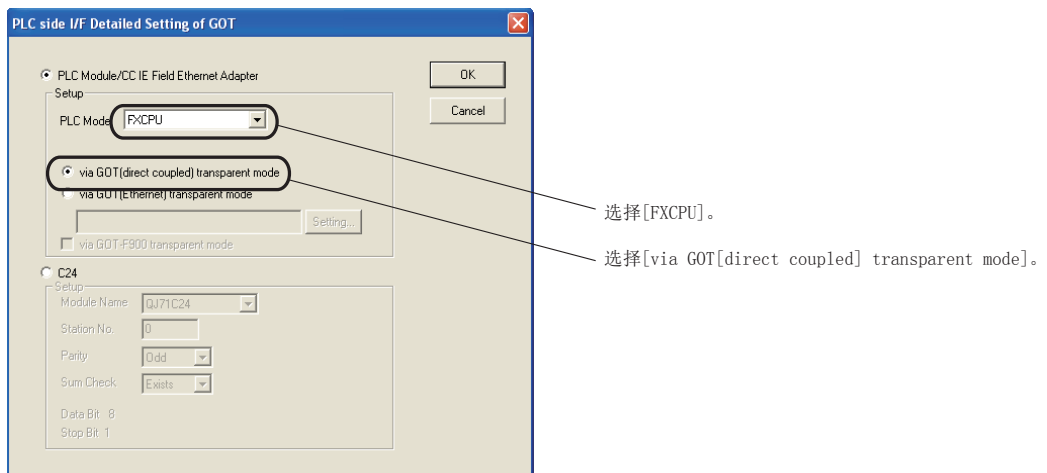 PLC side I/F Detailed Setting of GOT
PLC Module/CC IE Field Ethernet Adapter
OK
Setup
Cancel
PLC Mode
FXCPU
via GOT(direct coupled) transparent mode
via GOT(Ethernet) transparent mode
Setting...
via GOT-F900 transparent mode
选择[FXCPU]。
选择[via GOT[direct coupled] transparent mode]。
C24
Setup
Module Name QJ71C24
Station No. 0
Parity Odd
Sum Check Exists
Data Bit 8
Stop Bit 1